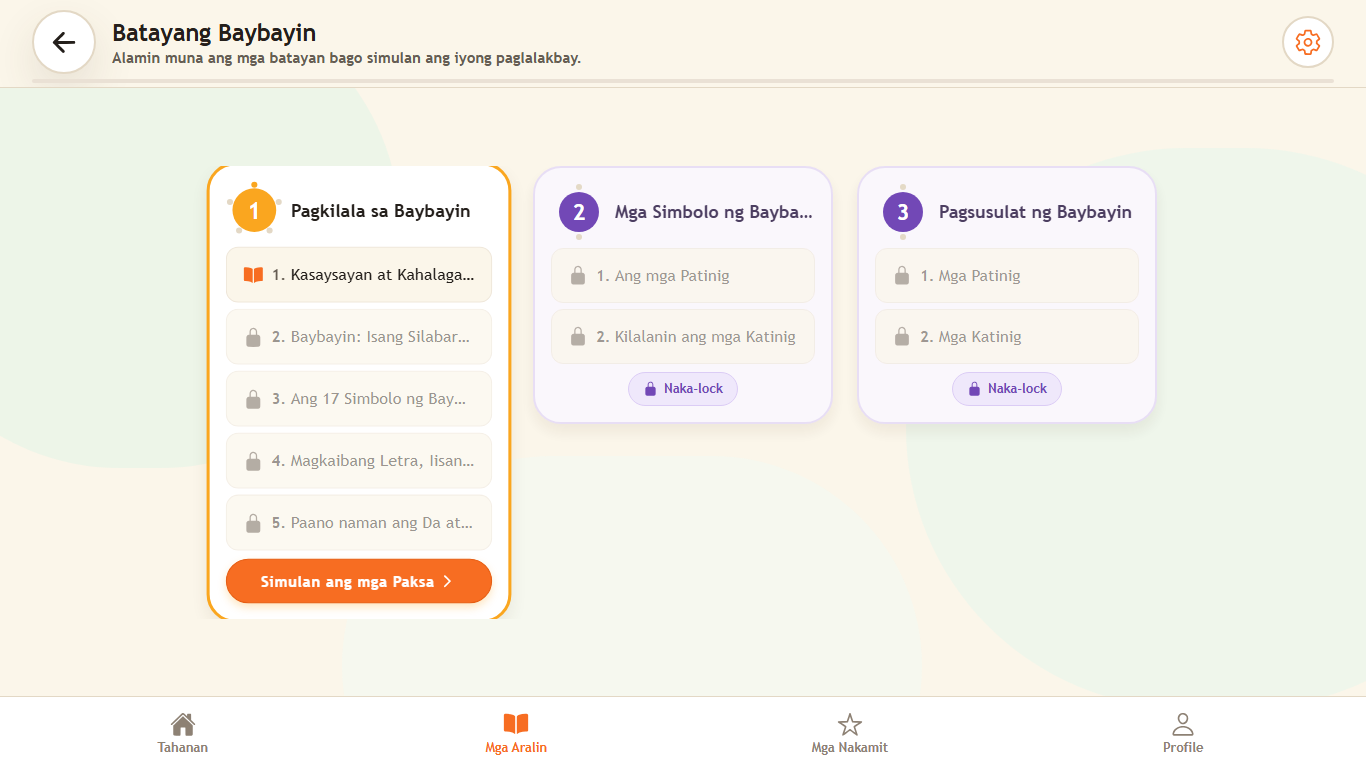 Batayang Baybayin
Alamin muna ang mga batayan bago simulan ang iyong paglalakbay.
1 Pagkilala sa Baybayin
1. Kasaysayan at Kahalaga...
2. Baybayin: Isang Silabar...
3. Ang 17 Simbolo ng Bay...
4. Magkaibang Letra, Iisan...
5. Paano naman ang Da at...
Simulan ang mga Paksa
2 Mga Simbolo ng Bayba...
1. Ang mga Patinig
2. Kilalanin ang mga Katinig
Naka-lock
3 Pagsusulat ng Baybayin
1. Mga Patinig
2. Mga Katinig
Naka-lock
Tahanan
Mga Aralin
Mga Nakamit
Profile